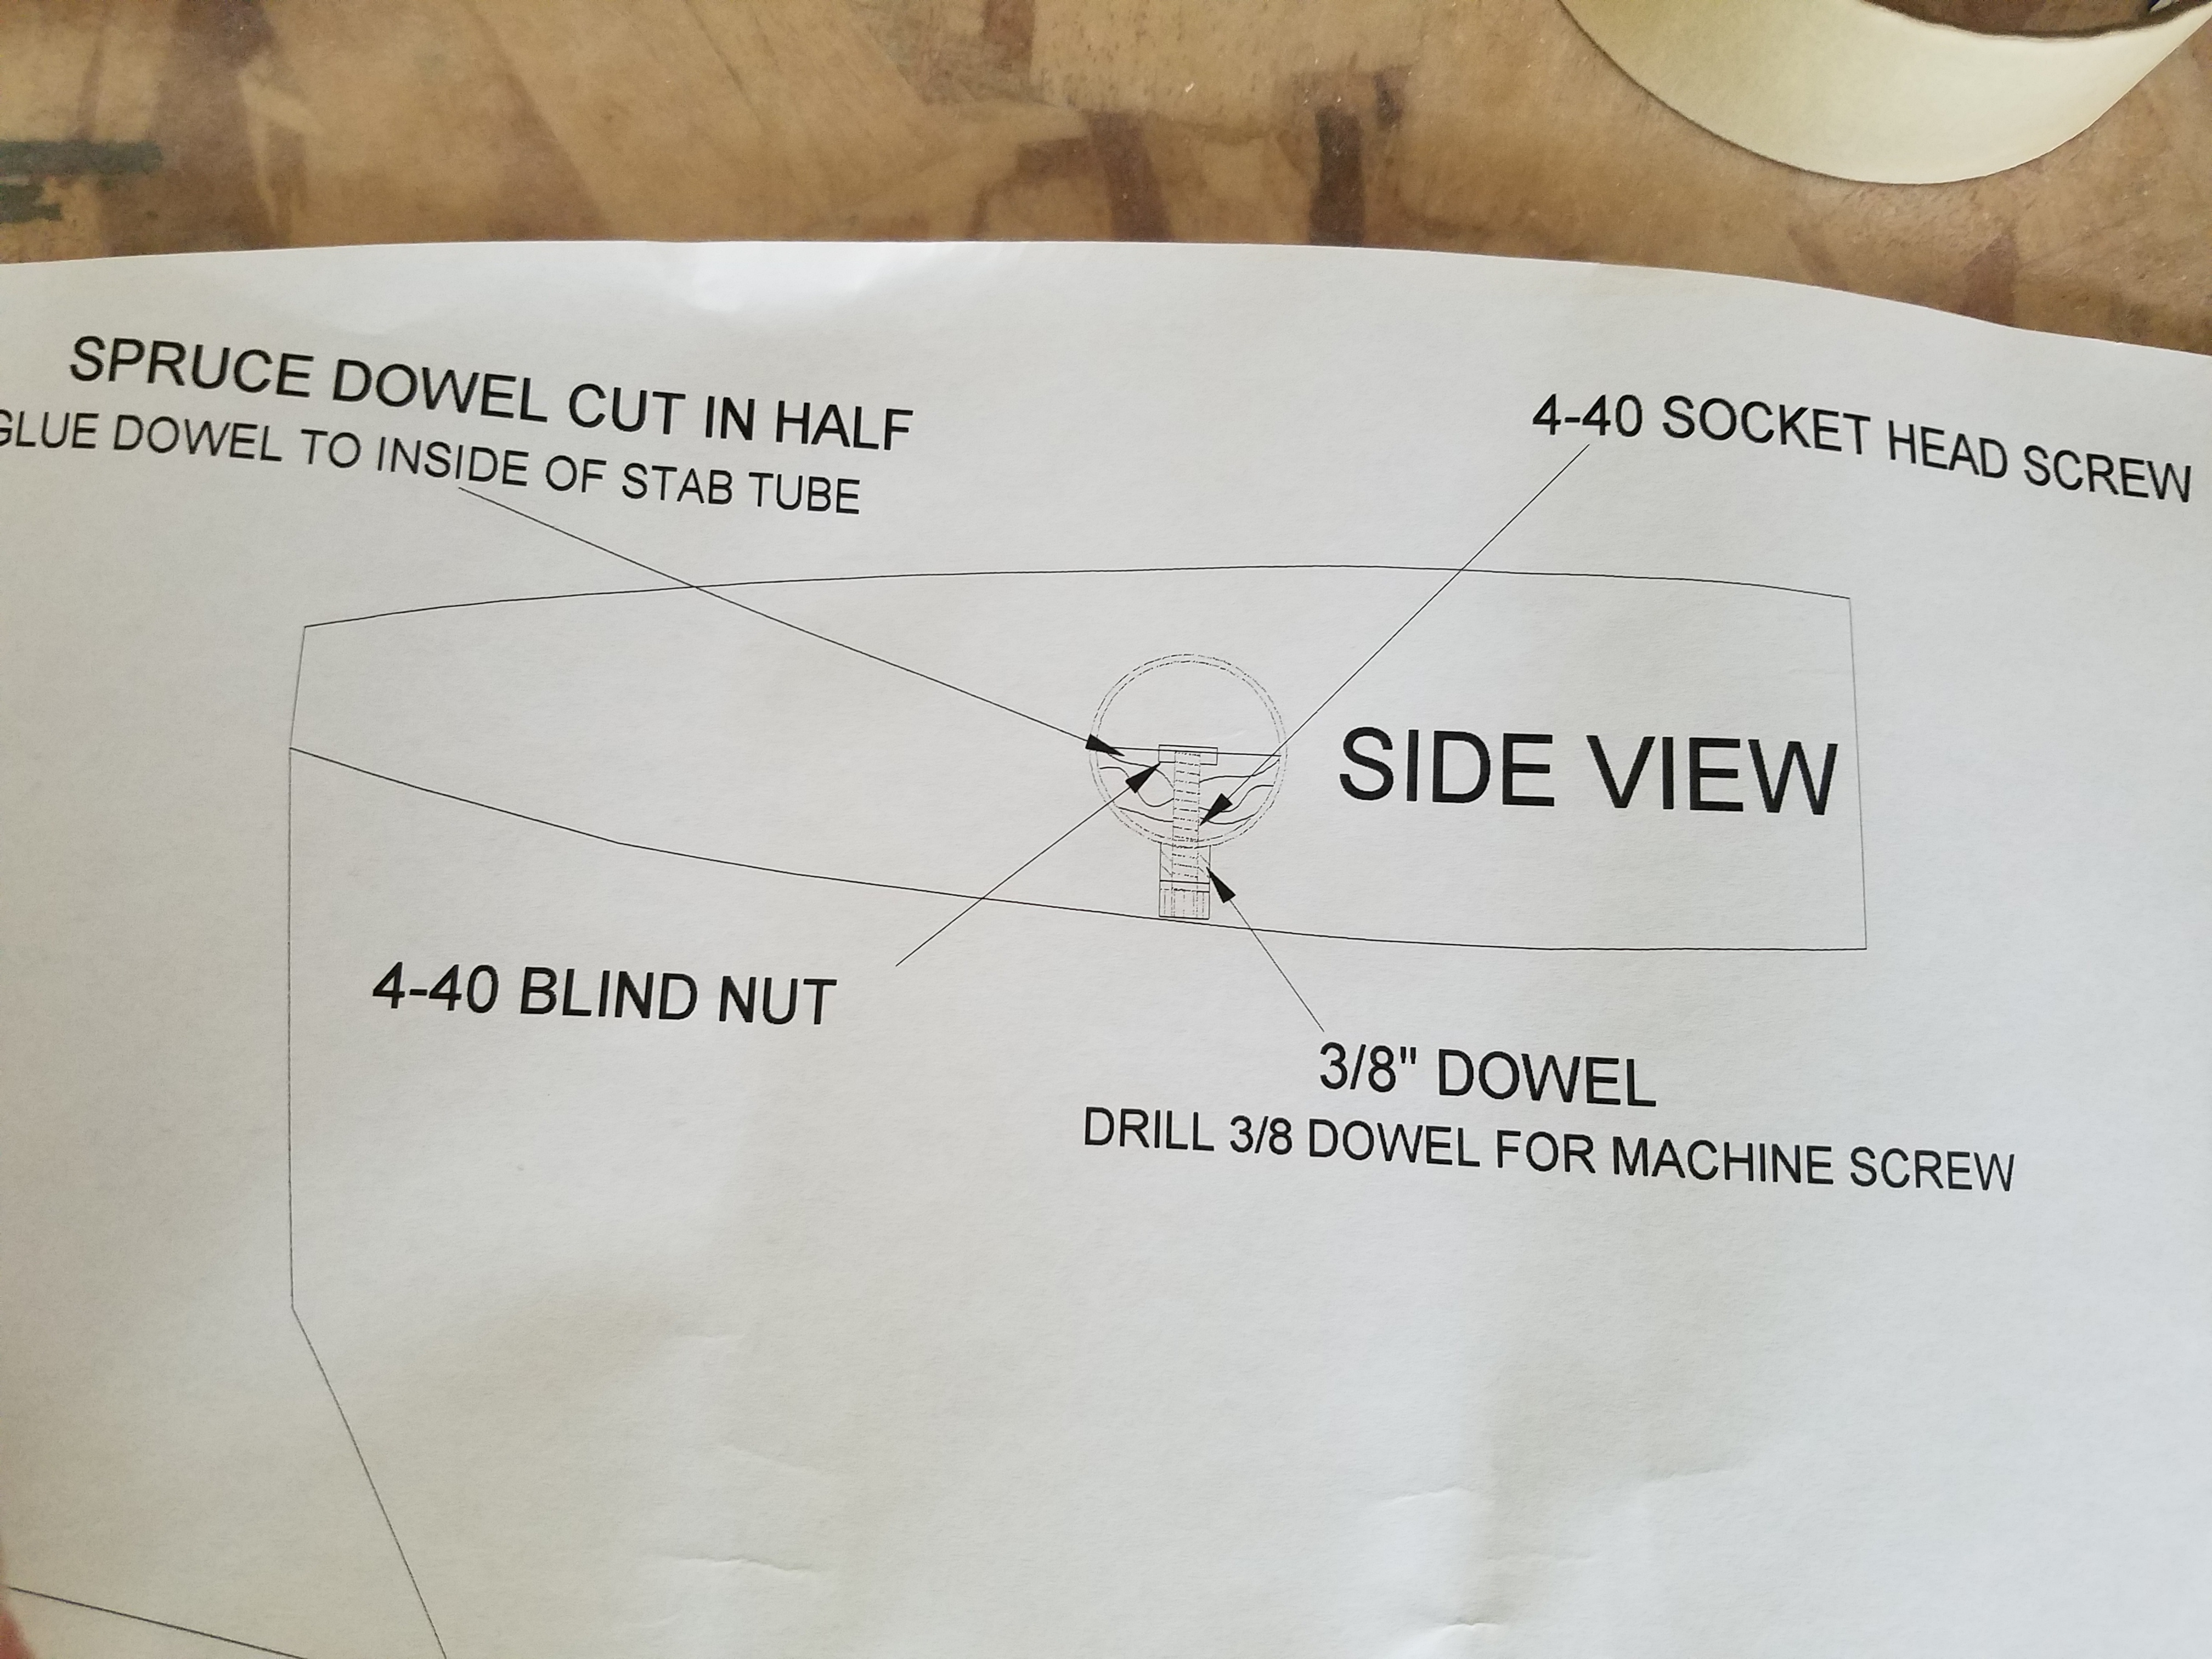 SPRUCE DOWEL CUT IN HALF
GLUE DOWEL TO INSIDE OF STAB TUBE
4-40 SOCKET HEAD SCREW
SIDE VIEW
4-40 BLIND NUT
3/8" DOWEL
DRILL 3/8 DOWEL FOR MACHINE SCREW